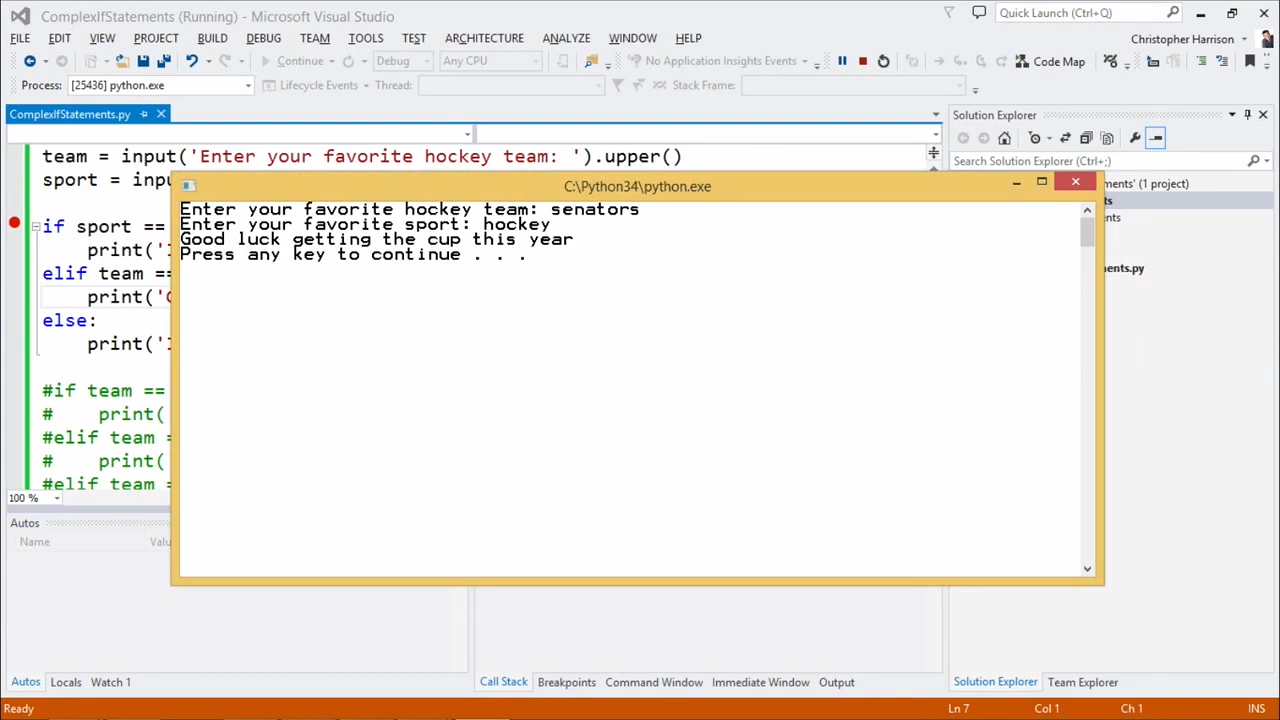 ComplexIfStatements (Running) - Microsoft Visual Studio
Quick Launch (Ctrl+Q)
FILE EDIT VIEW PROJECT BUILD DEBUG TEAM TOOLS TEST ARCHITECTURE ANALYZE WINDOW HELP
Christopher Harrison
Continue Debug Any CPU No Application Insights Events Code Map
Process: [25436] python.exe Lifecycle Events Thread: Stack Frame:
ComplexIfStatements.py
Solution Explorer
team = input('Enter your favorite hockey team: ').upper()
Search Solution Explorer (Ctrl+;)
sport = inpu
C:\Python34\python.exe
ments' (1 project)
ts
Enter your favorite hockey team: senators
Enter your favorite sport: hockey
Good luck getting the cup this year
Press any key to continue . . .
ents
ents.py
if sport ==
print('I
elif team ==
print('G
else:
print('I
#if team ==
# print(
#elif team =
# print(
#elif team =
100 %
Autos
Name Valu
Autos Locals Watch 1
Call Stack Breakpoints Command Window Immediate Window Output
Solution Explorer Team Explorer
Ready Ln 7 Col 1 Ch 1 INS